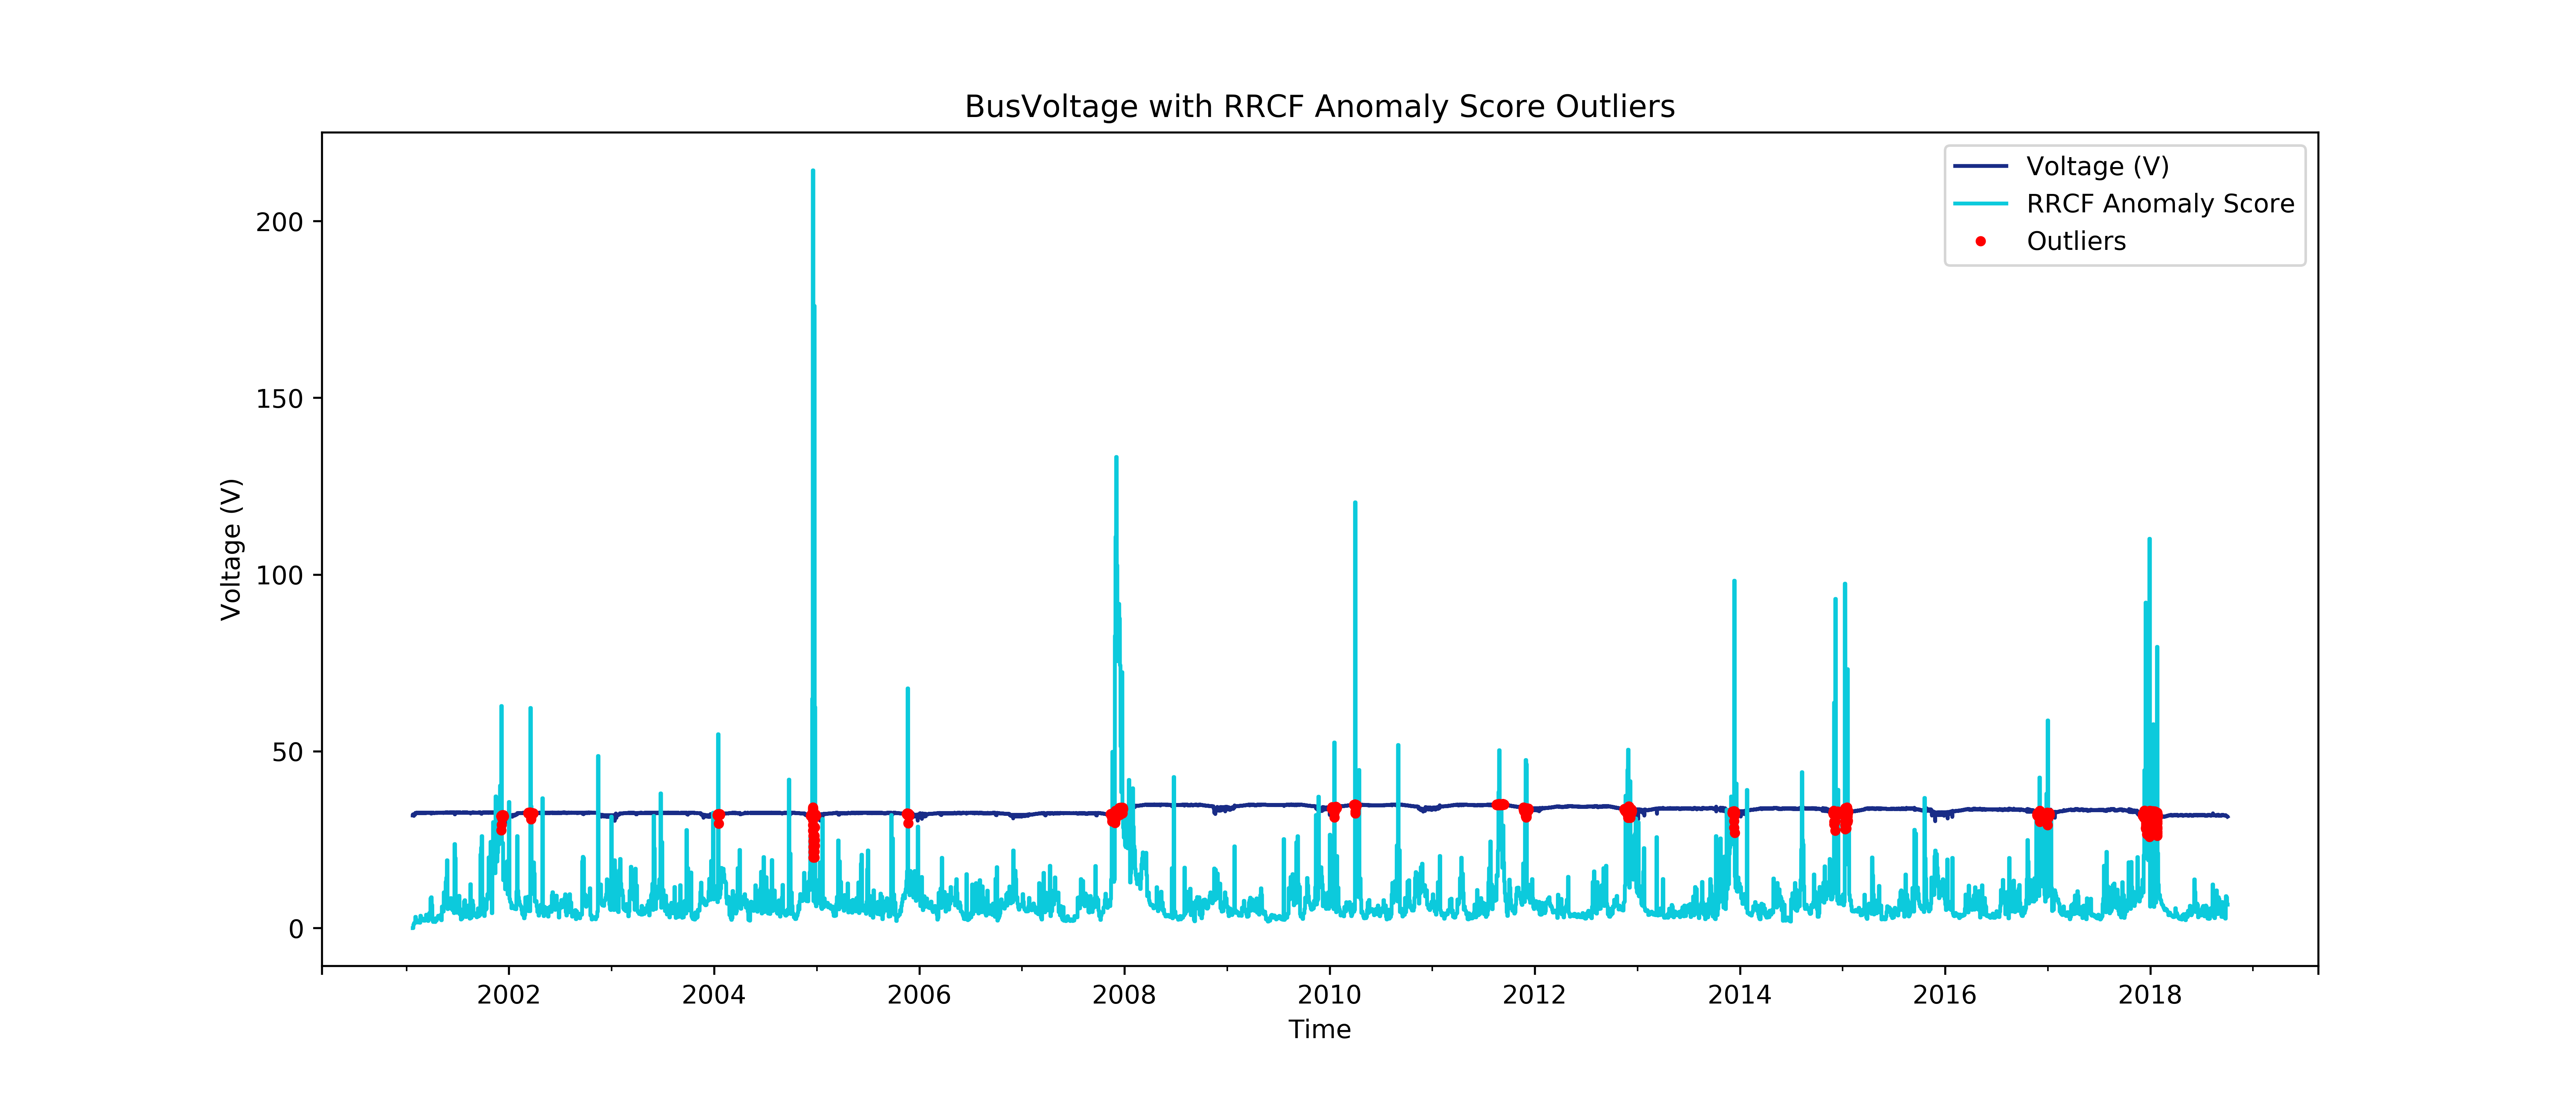 BusVoltage with RRCF Anomaly Score Outliers
Voltage (V)
RRCF Anomaly Score
Outliers
200
150
100
50
0
Voltage (V)
2002 2004 2006 2008 2010 2012 2014 2016 2018
Time